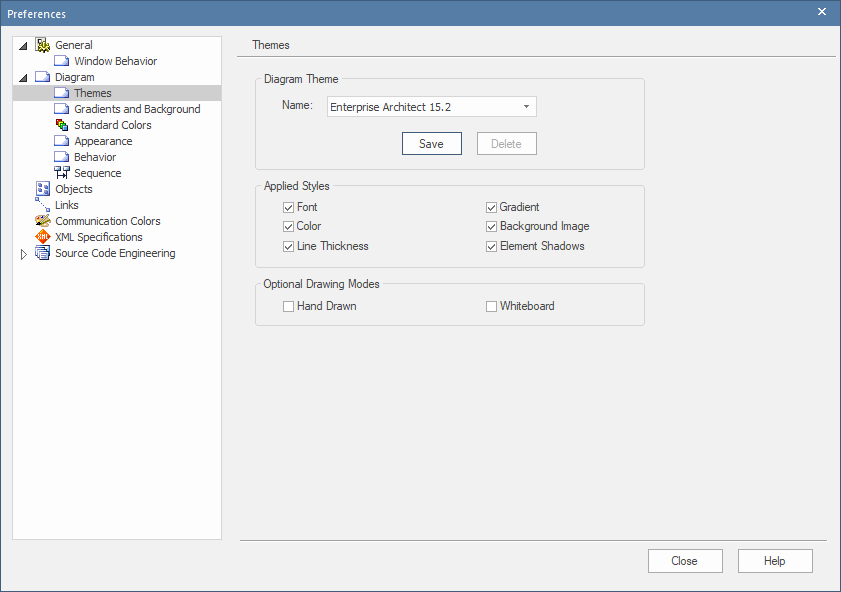 Preferences
General
Window Behavior
Diagram
Themes
Gradients and Background
Standard Colors
Appearance
Behavior
Sequence
Objects
Links
Communication Colors
XML Specifications
Source Code Engineering
Themes
Diagram Theme
Name: Enterprise Architect 15.2
Save Delete
Applied Styles
Font Gradient
Color Background Image
Line Thickness Element Shadows
Optional Drawing Modes
Hand Drawn Whiteboard
Close Help